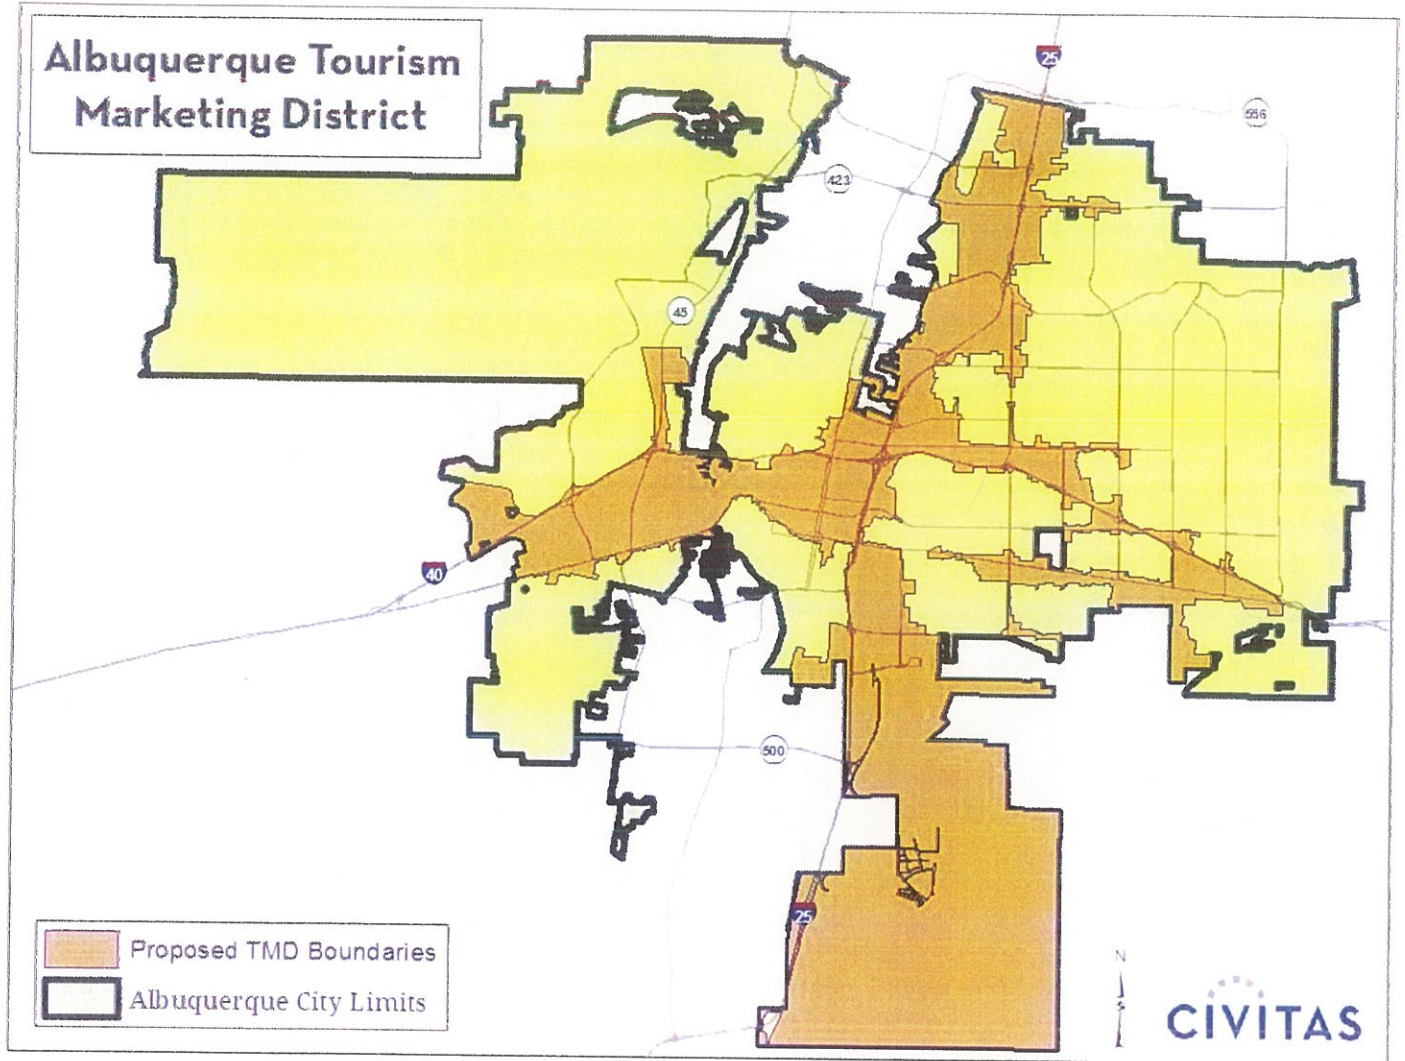 Albuquerque Tourism
Marketing District
25
556
423
45
40
500
25
Proposed TMD Boundaries
Albuquerque City Limits
N
S
CIVITAS